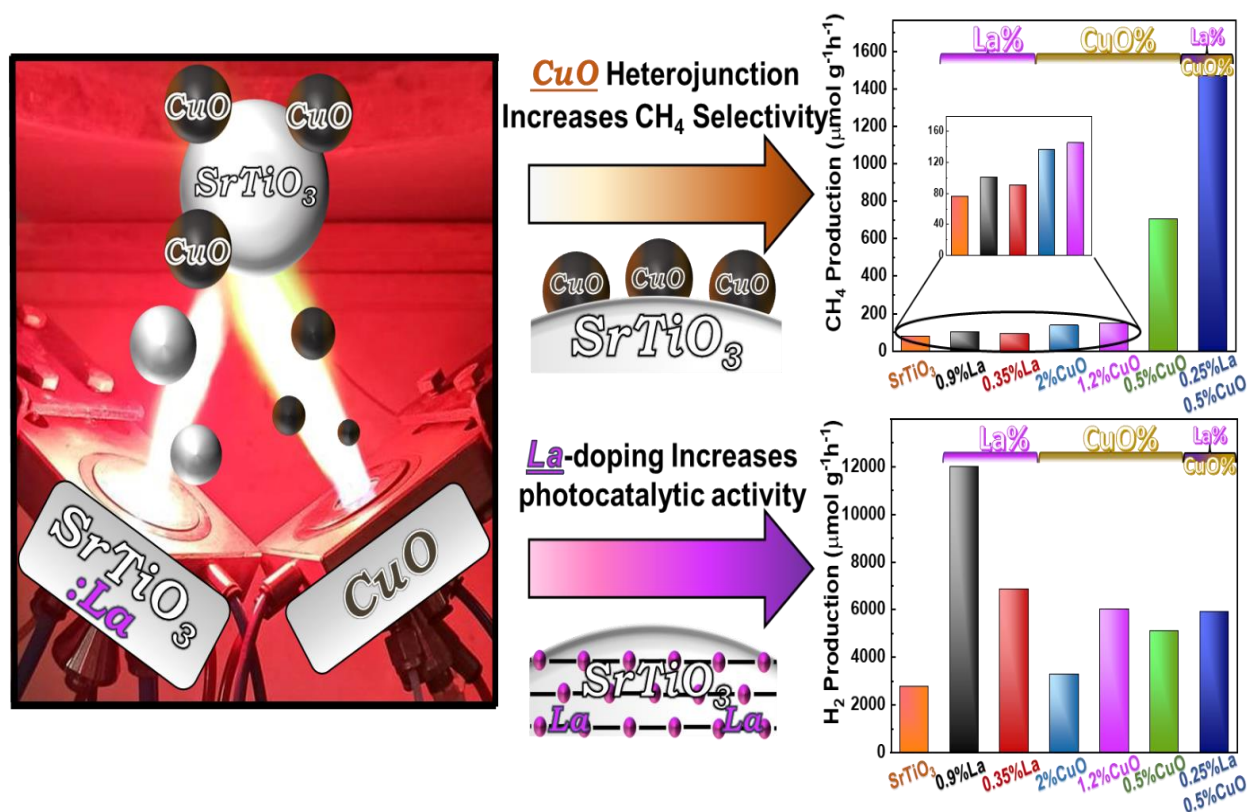 CuO
CuO
SrTiO₃
CuO
SrTiO₃
:La
CuO
CuO Heterojunction
Increases CH₄ Selectivity
CuO
CuO
CuO
SrTiO₃
La-doping Increases
photocatalytic activity
SrTiO₃
La
La
La%
CuO%
La%
CuO%
CH₄ Production (μmol g⁻¹h⁻¹)
1600
1400
1200
1000
800
600
400
200
0
160
120
80
40
0
SrTiO₃
0.9%La
0.35%La
2%CuO
1.2%CuO
0.5%CuO
0.25%La
0.5%CuO
La%
CuO%
La%
CuO%
H₂ Production (μmol g⁻¹h⁻¹)
12000
10000
8000
6000
4000
2000
0
SrTiO₃
0.9%La
0.35%La
2%CuO
1.2%CuO
0.5%CuO
0.25%La
0.5%CuO